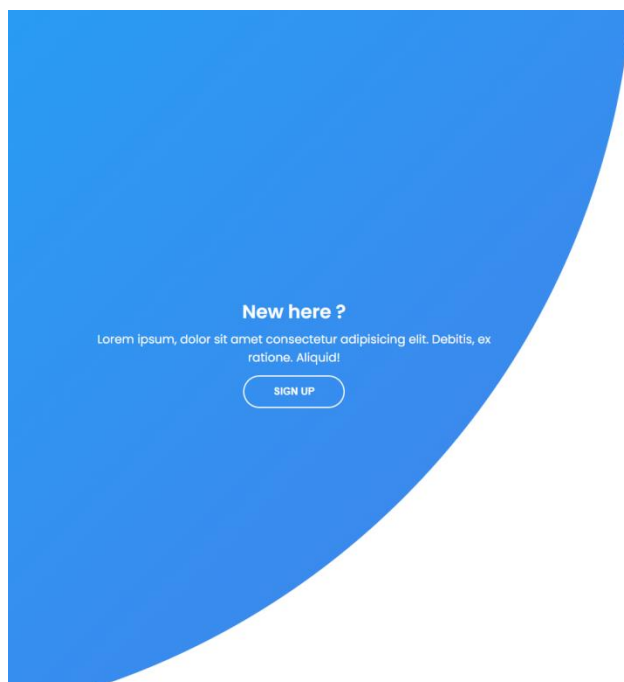 New here ?
Lorem ipsum, dolor sit amet consectetur adipisicing elit. Debitis, ex
ratione. Aliquid!
SIGN UP